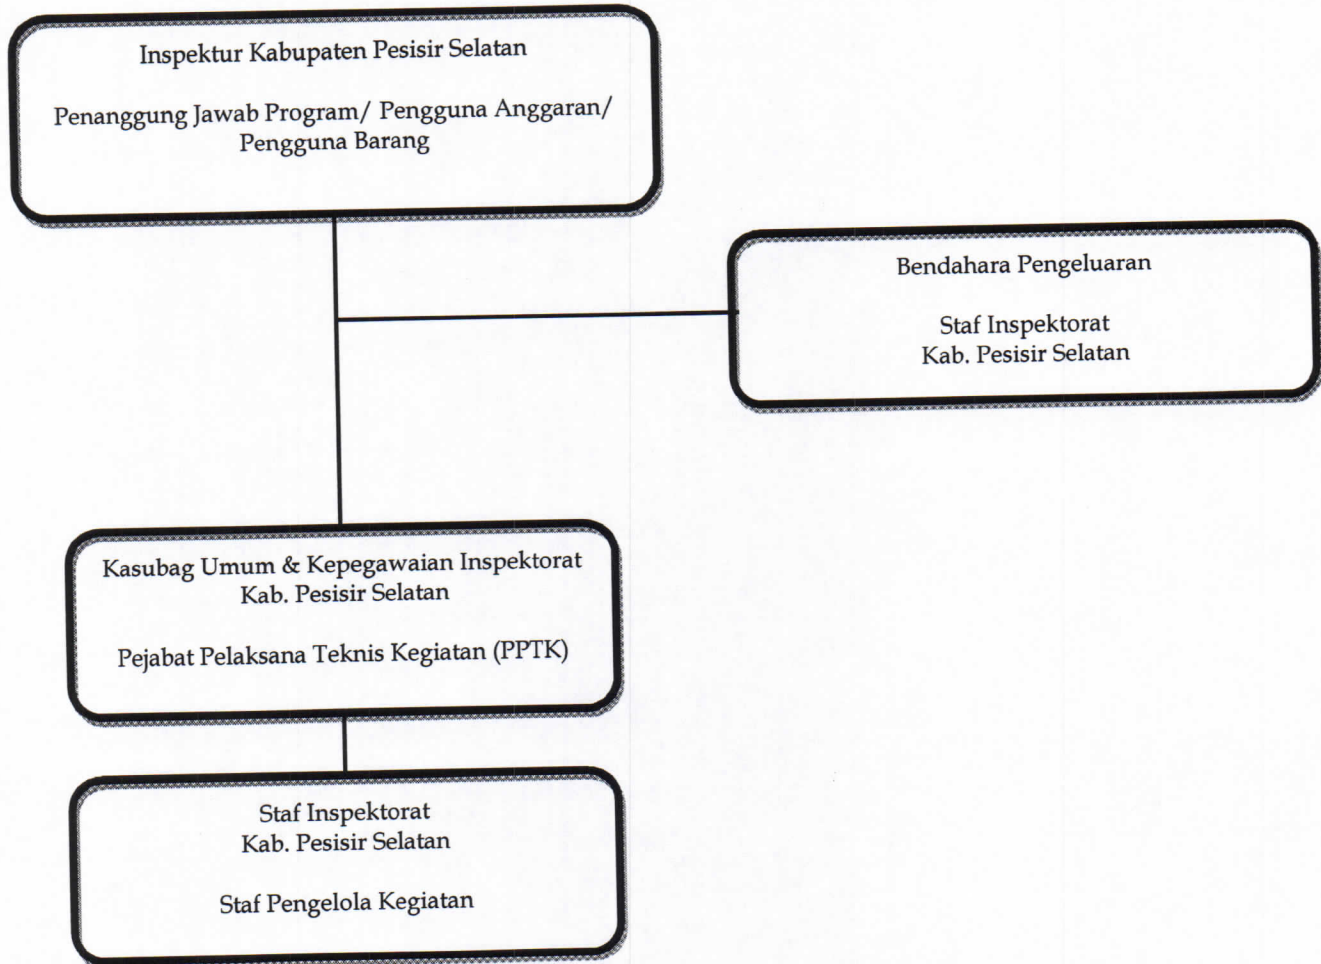 Inspektur Kabupaten Pesisir Selatan
Penanggung Jawab Program/ Pengguna Anggaran/
Pengguna Barang
Bendahara Pengeluaran
Staf Inspektorat
Kab. Pesisir Selatan
Kasubag Umum & Kepegawaian Inspektorat
Kab. Pesisir Selatan
Pejabat Pelaksana Teknis Kegiatan (PPTK)
Staf Inspektorat
Kab. Pesisir Selatan
Staf Pengelola Kegiatan